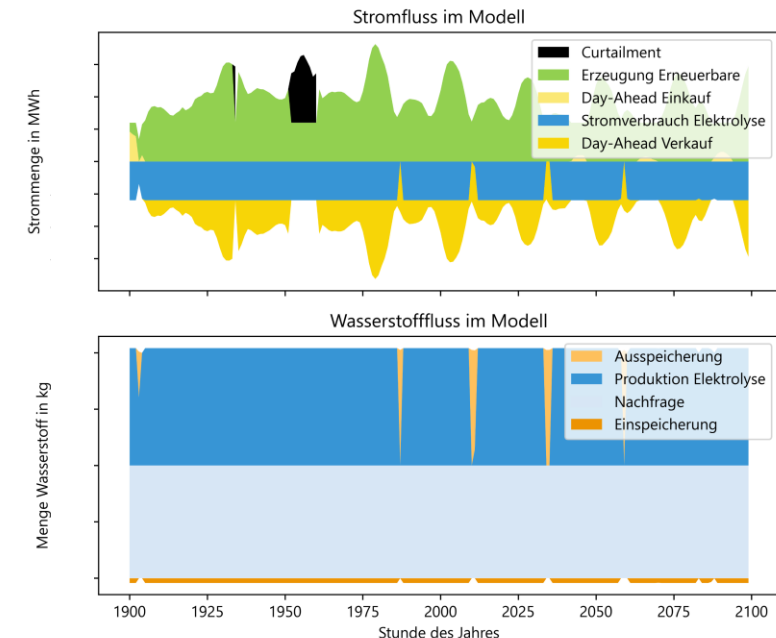 Stromfluss im Modell
Strommenge in MWh
Curtailment
Erzeugung Erneuerbare
Day-Ahead Einkauf
Stromverbrauch Elektrolyse
Day-Ahead Verkauf
Wasserstofffluss im Modell
Menge Wasserstoff in kg
Ausspeicherung
Produktion Elektrolyse
Nachfrage
Einspeicherung
1900 1925 1950 1975 2000 2025 2050 2075 2100
Stunde des Jahres